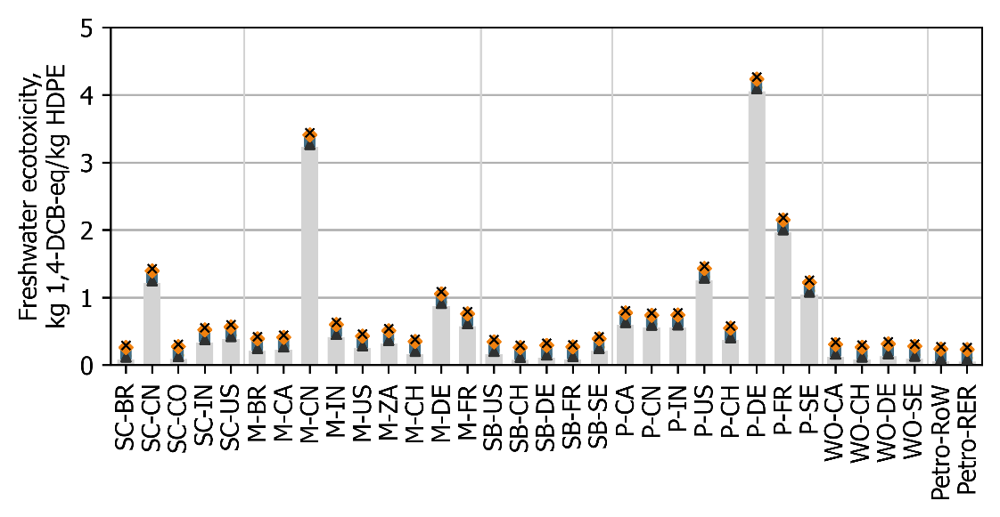 Freshwater ecotoxicity,
kg 1,4-DCB-eq/kg HDPE
5
4
3
2
1
0
SC-BR
SC-CN
SC-CO
SC-IN
SC-US
M-BR
M-CA
M-CN
M-IN
M-US
M-ZA
M-CH
M-DE
M-FR
SB-US
SB-CH
SB-DE
SB-FR
SB-SE
P-CA
P-CN
P-IN
P-US
P-CH
P-DE
P-FR
P-SE
WO-CA
WO-CH
WO-DE
WO-SE
Petro-RoW
Petro-RER